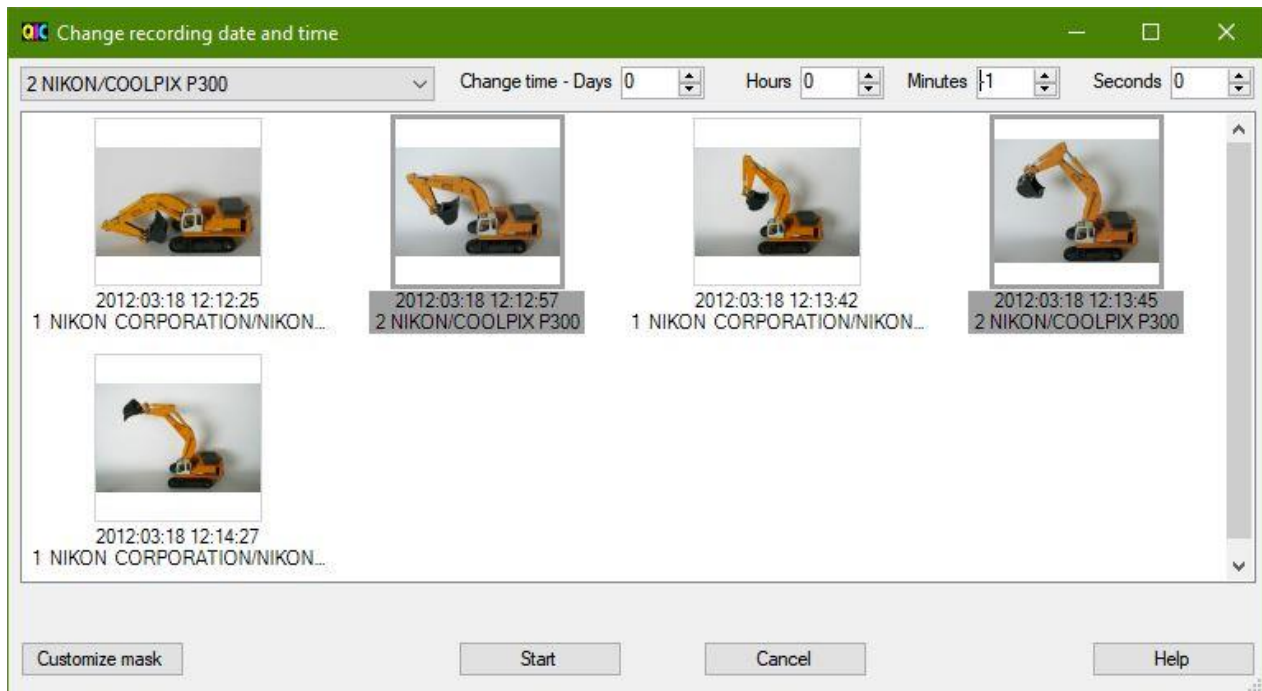 Change recording date and time
2 NIKON/COOLPIX P300 Change time - Days 0 Hours 0 Minutes -1 Seconds 0
2012:03:18 12:12:25 2012:03:18 12:12:57 2012:03:18 12:13:42 2012:03:18 12:13:45
1 NIKON CORPORATION/NIKON... 2 NIKON/COOLPIX P300 1 NIKON CORPORATION/NIKON... 2 NIKON/COOLPIX P300
2012:03:18 12:14:27
1 NIKON CORPORATION/NIKON...
Customize mask Start Cancel Help